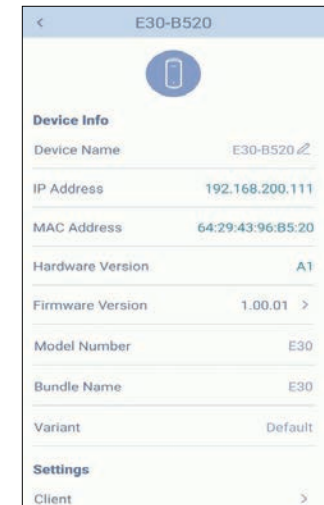 < E30-B520
Device Info
Device Name E30-B520
IP Address 192.168.200.111
MAC Address 64:29:43:96:B5:20
Hardware Version A1
Firmware Version 1.00.01 >
Model Number E30
Bundle Name E30
Variant Default
Settings
Client >